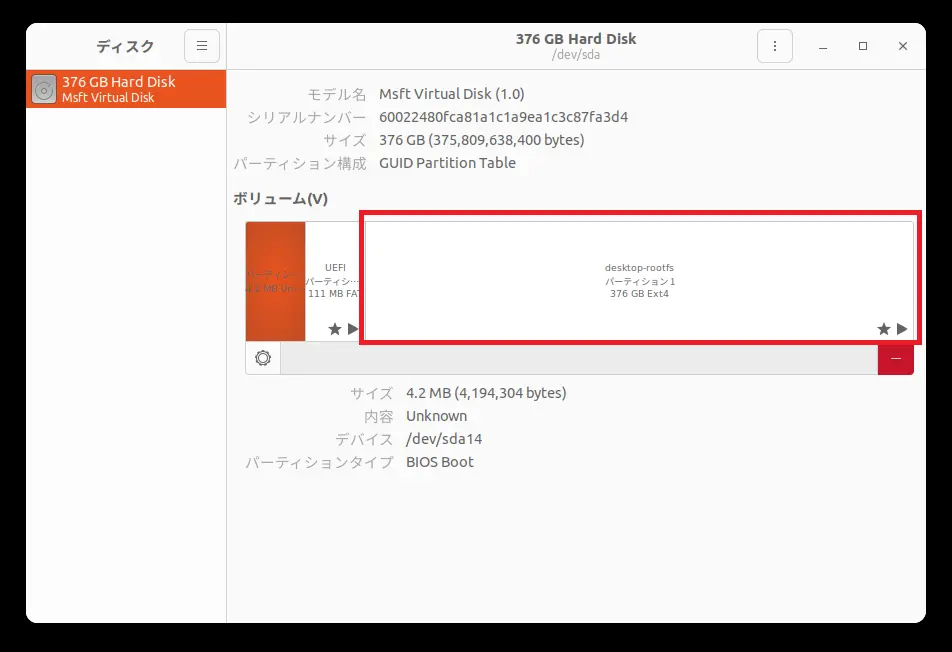 ディスク
376 GB Hard Disk
/dev/sda
376 GB Hard Disk
Msft Virtual Disk
モデル名 Msft Virtual Disk (1.0)
シリアルナンバー 60022480fca81a1c1a9ea1c3c87fa3d4
サイズ 376 GB (375,809,638,400 bytes)
パーティション構成 GUID Partition Table
ボリューム(V)
パーティシ…
4.2 MB Un…
UEFI
パーティシ…
111 MB FAT
desktop-rootfs
パーティション 1
376 GB Ext4
サイズ 4.2 MB (4,194,304 bytes)
内容 Unknown
デバイス /dev/sda14
パーティションタイプ BIOS Boot